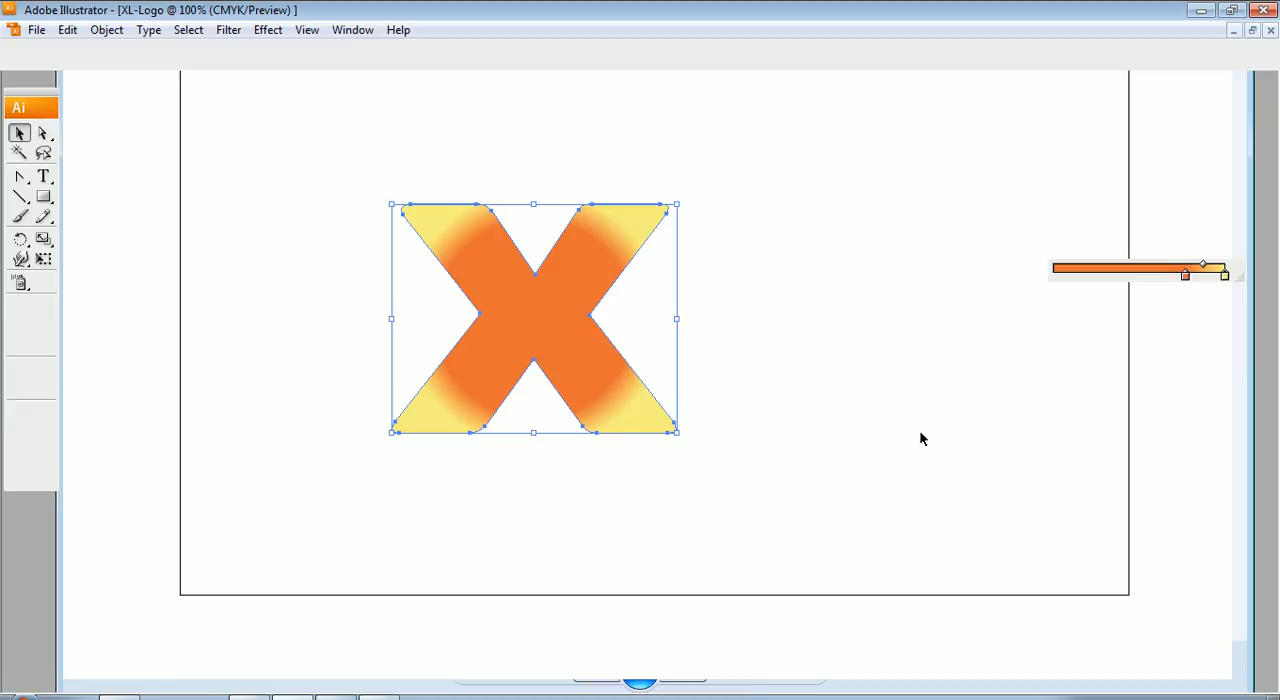 Adobe Illustrator - [XL-Logo @ 100% (CMYK/Preview) ]
File Edit Object Type Select Filter Effect View Window Help
Ai
T
X